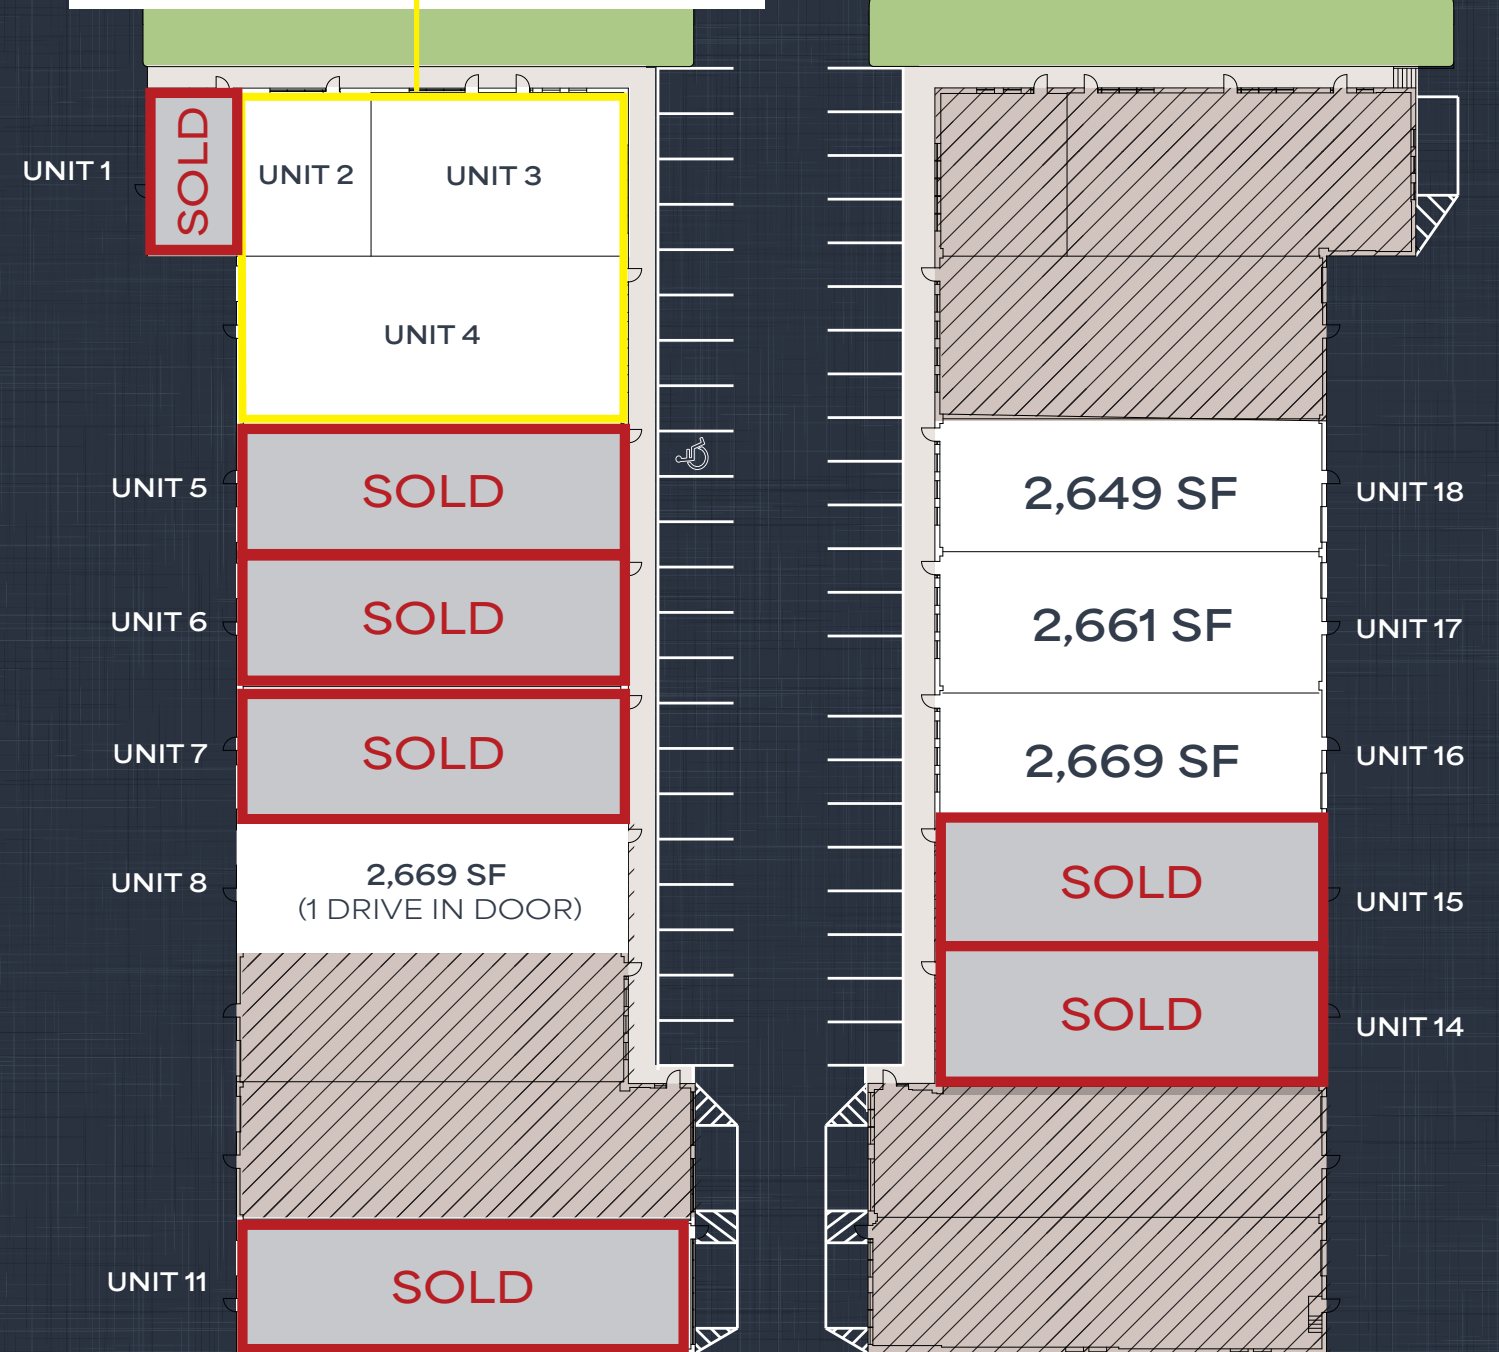 UNIT 1
SOLD
UNIT 2
UNIT 3
UNIT 4
UNIT 5
SOLD
UNIT 6
SOLD
UNIT 7
SOLD
UNIT 8
2,669 SF
(1 DRIVE IN DOOR)
UNIT 11
SOLD
2,649 SF
UNIT 18
2,661 SF
UNIT 17
2,669 SF
UNIT 16
SOLD
UNIT 15
SOLD
UNIT 14